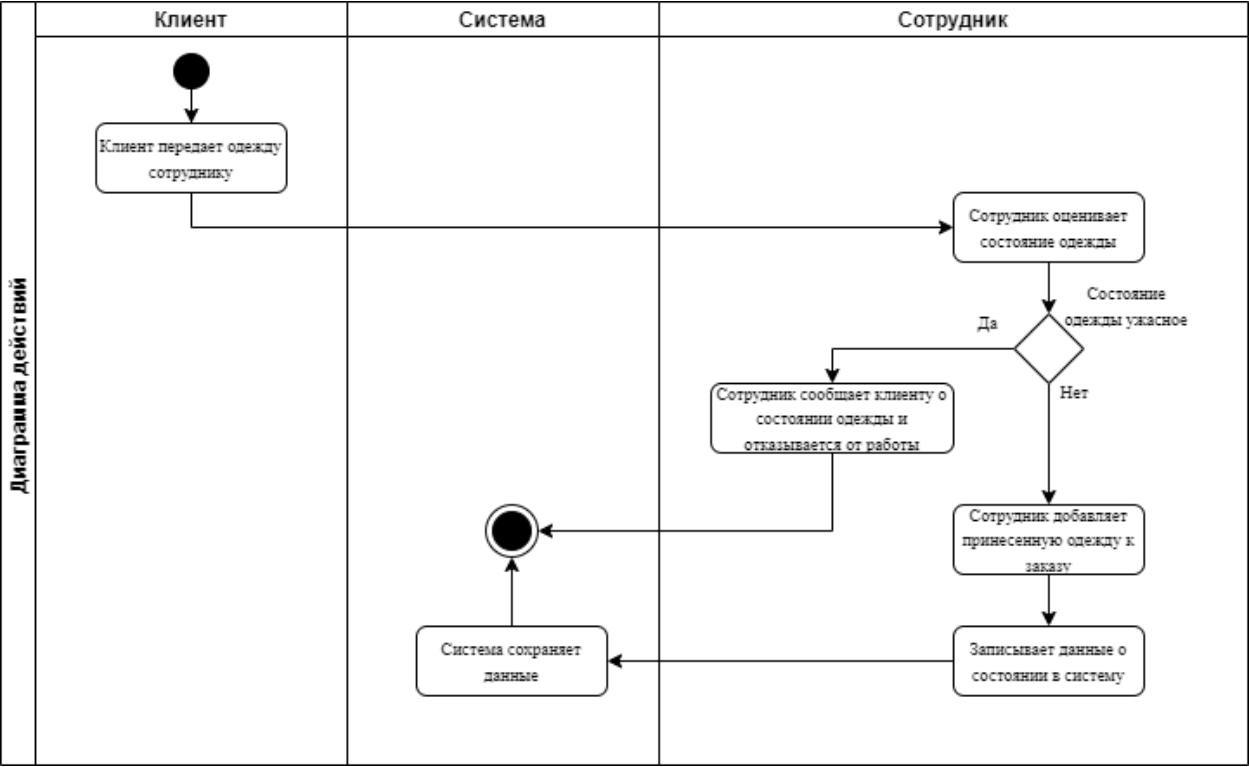 Клиент
Система
Сотрудник
Диаграмма действий
Клиент передает одежду
сотруднику
Сотрудник оценивает
состояние одежды
Состояние
одежды ужасное
Да
Нет
Сотрудник сообщает клиенту о
состоянии одежды и
отказывается от работы
Сотрудник добавляет
принесенную одежду к
заказу
Записывает данные о
состоянии в систему
Система сохраняет
данные